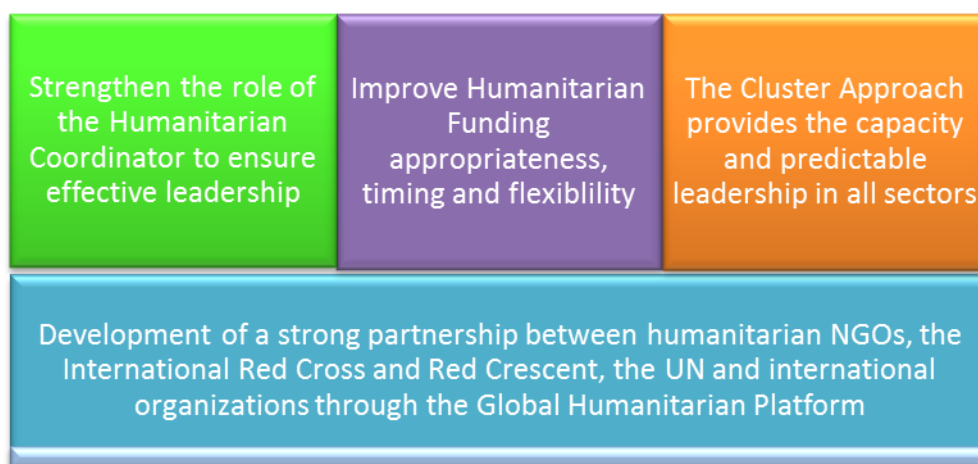 Strengthen the role of
the Humanitarian
Coordinator to ensure
effective leadership
Improve Humanitarian
Funding
appropriateness,
timing and flexiblility
The Cluster Approach
provides the capacity
and predictable
leadership in all sectors
Development of a strong partnership between humanitarian NGOs, the
International Red Cross and Red Crescent, the UN and international
organizations through the Global Humanitarian Platform